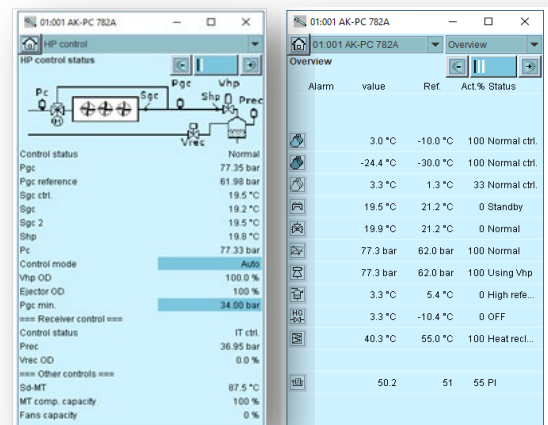 01:001 AK-PC 782A
HP control
HP control status
Pgc Vhp
Pc Sgc Shp Prec
Vrec
Control status Normal
Pgc 77.35 bar
Pgc reference 61.98 bar
Sgc ctrl. 19.5 °C
Sgc 19.2 °C
Sgc 2 19.5 °C
Shp 19.8 °C
Pc 77.33 bar
Control mode Auto
Vhp OD 100.0 %
Ejector OD 100 %
Pgc min. 34.00 bar
=== Receiver control ===
Control status IT ctrl.
Prec 36.95 bar
Vrec OD 0.0 %
=== Other controls ===
Sd-MT 87.5 °C
MT comp. capacity 100 %
Fans capacity 0 %
01:001 AK-PC 782A
01:001 AK-PC 782A Overview
Overview
Alarm value Ref. Act.% Status
3.0 °C -10.0 °C 100 Normal ctrl.
-24.4 °C -30.0 °C 100 Normal ctrl.
3.3 °C 1.3 °C 33 Normal ctrl.
19.5 °C 21.2 °C 0 Standby
19.9 °C 21.2 °C 0 Normal
77.3 bar 62.0 bar 100 Normal
77.3 bar 62.0 bar 100 Using Vhp
3.3 °C 5.4 °C 0 High refe...
HG 3.3 °C -10.4 °C 0 OFF
40.3 °C 55.0 °C 100 Heat recl...
50.2 51 55 PI